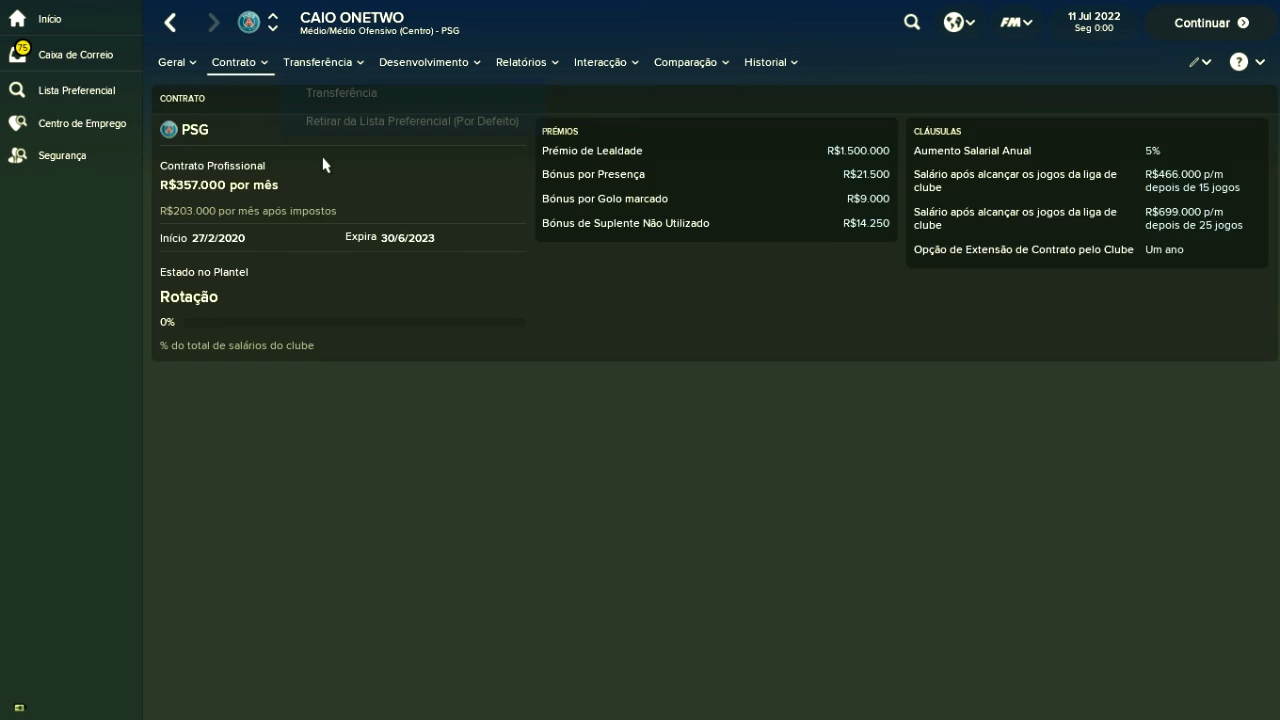 Início
75
Caixa de Correio
Lista Preferencial
Centro de Emprego
Segurança
CAIO ONETWO
Médio/Médio Ofensivo (Centro) - PSG
FM
11 Jul 2022
Seg 0:00
Continuar
Geral
Contrato
Transferência
Desenvolvimento
Relatórios
Interacção
Comparação
Historial
?
Transferência
Retirar da Lista Preferencial (Por Defeito)
CONTRATO
PSG
Contrato Profissional
R$357.000 por mês
R$203.000 por mês após impostos
Início 27/2/2020
Expira 30/6/2023
Estado no Plantel
Rotação
0%
% do total de salários do clube
PRÉMIOS
Prémio de Lealdade R$1.500.000
Bónus por Presença R$21.500
Bónus por Golo marcado R$9.000
Bónus de Suplente Não Utilizado R$14.250
CLÁUSULAS
Aumento Salarial Anual 5%
Salário após alcançar os jogos da liga de R$466.000 p/m
clube depois de 15 jogos
Salário após alcançar os jogos da liga de R$699.000 p/m
clube depois de 25 jogos
Opção de Extensão de Contrato pelo Clube Um ano